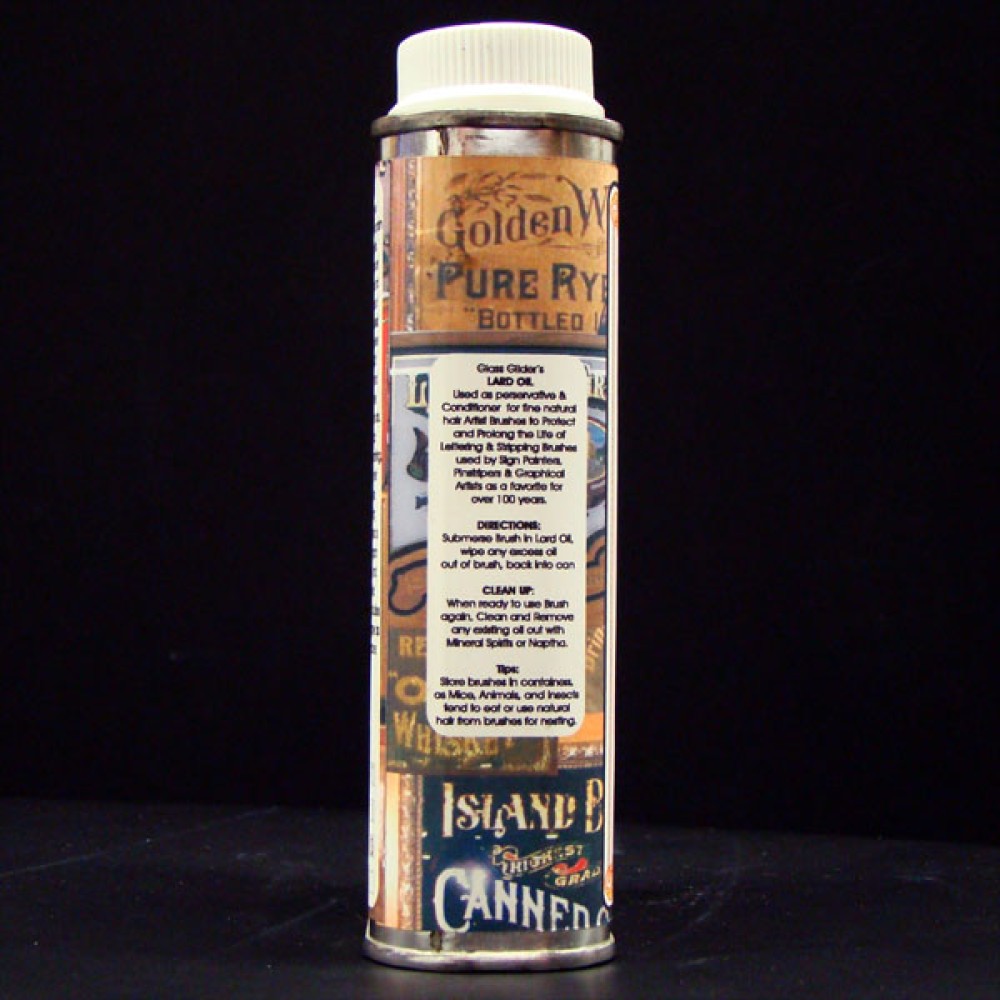 Golden W
PURE RYE
"BOTTLED
Glass Gilder's
LARD OIL
Used as perservative &
Conditioner for fine natural
hair Artist Brushes to Protect
and Prolong the Life of
Lettering & Stripping Brushes
used by Sign Painters,
Pinstripers & Graphical
Artists as a favorite for
over 100 years.
DIRECTIONS:
Submerse Brush in Lard Oil,
wipe any excess oil
out of brush, back into can
CLEAN UP:
When ready to use Brush
again, Clean and Remove
any existing oil out with
Mineral Spirits or Naptha.
Tips:
Store brushes in containers,
as Mice, Animals, and Insects
tend to eat or use natural
hair from brushes for nesting.
RE
"O
WHISKEY
ISLAND B
HIGHEST
GRAD
CANNED